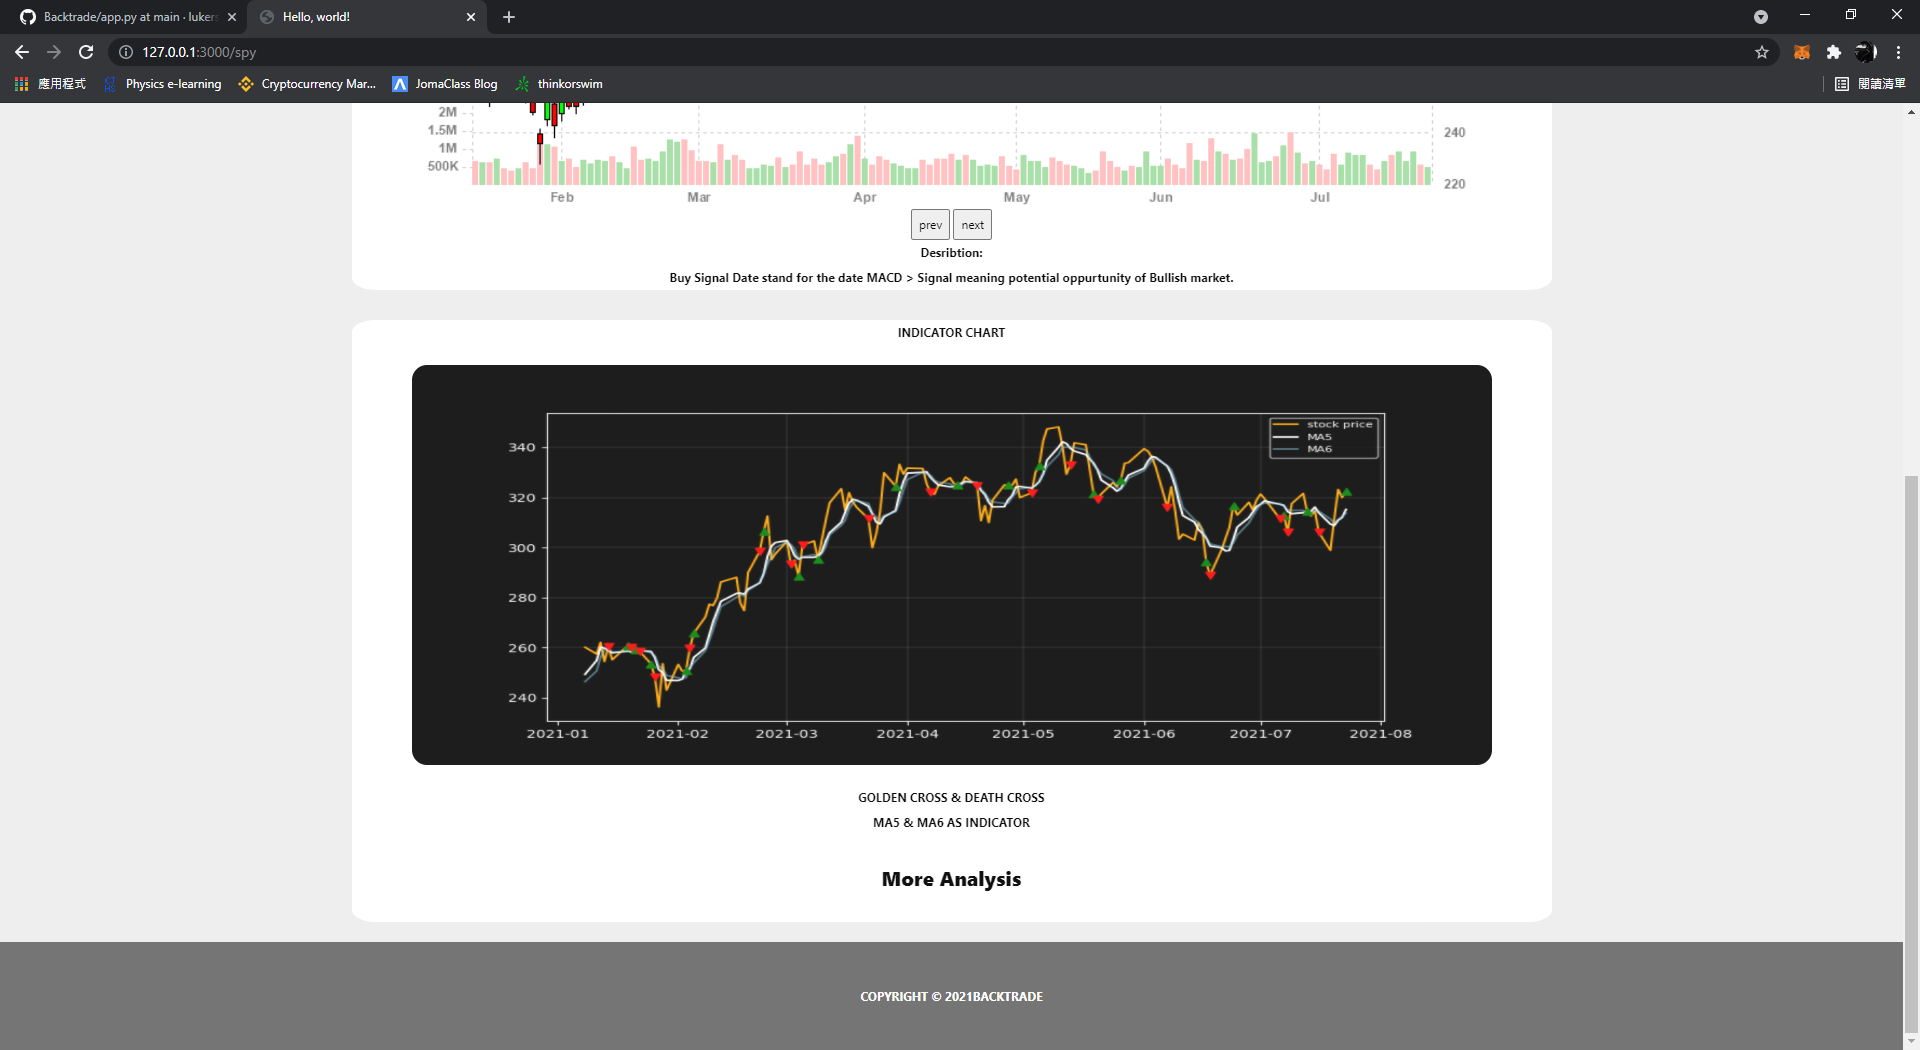 Backtrade/app.py at main · lukers
Hello, world!
127.0.0.1:3000/spy
應用程式
Physics e-learning
Cryptocurrency Mar...
JomaClass Blog
thinkorswim
閱讀清單
2M
1.5M
1M
500K
240
220
Feb Mar Apr May Jun Jul
prev next
Desribtion:
Buy Signal Date stand for the date MACD > Signal meaning potential oppurtunity of Bullish market.
INDICATOR CHART
stock price
MA5
MA6
340
320
300
280
260
240
2021-01 2021-02 2021-03 2021-04 2021-05 2021-06 2021-07 2021-08
GOLDEN CROSS & DEATH CROSS
MA5 & MA6 AS INDICATOR
More Analysis
COPYRIGHT © 2021BACKTRADE